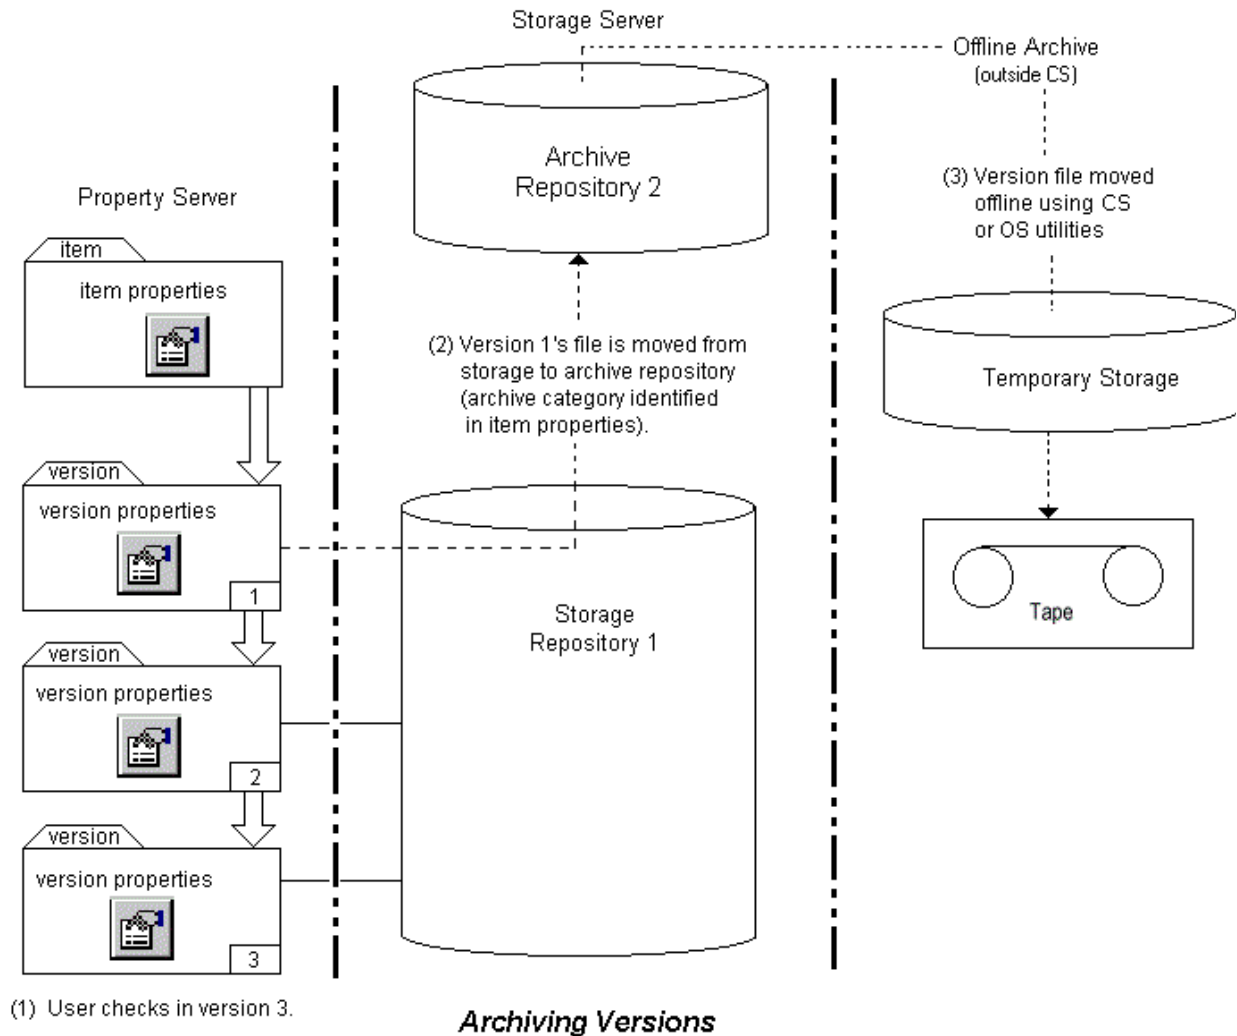 Storage Server
Offline Archive
(outside CS)
Archive
Repository 2
(3) Version file moved
offline using CS
or OS utilities
Property Server
item
item properties
(2) Version 1's file is moved from
storage to archive repository
(archive category identified
in item properties).
Temporary Storage
version
version properties
1
Storage
Repository 1
Tape
version
version properties
2
version
version properties
3
(1) User checks in version 3.
Archiving Versions